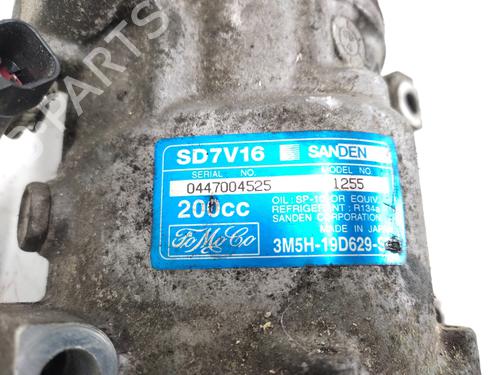 SD7V16 SANDEN
SERIAL NO. MODEL NO.
0447004525 1255
200cc OIL : SP-10 OR EQUIV.
REFRIGERANT : R134a
SANDEN CORPORATION
MADE IN JAPAN
FoMoCo 3M5H-19D629-
B-PARTS